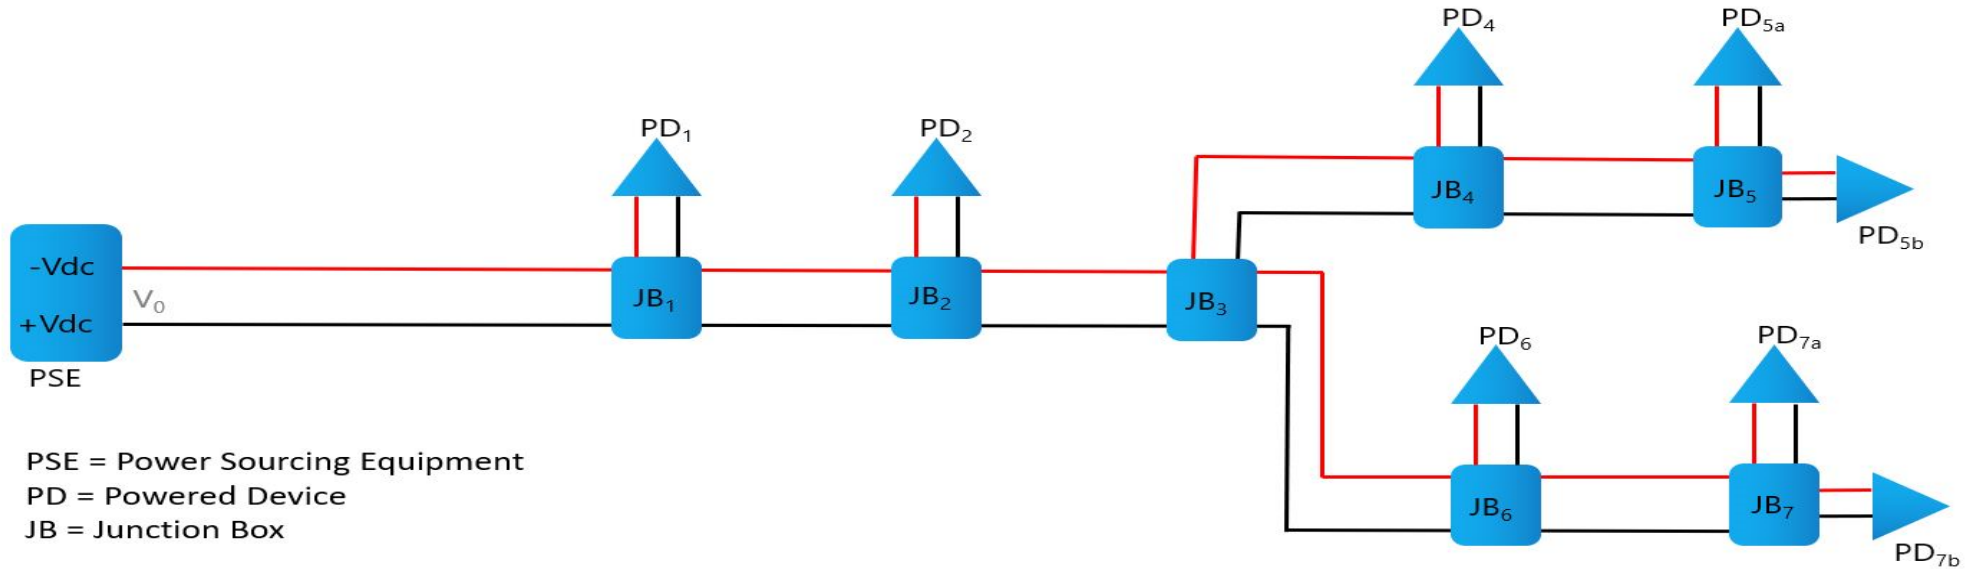 PD₄
PD₅ₐ
PD₁
PD₂
JB₄
JB₅
PD₅b
-Vdc
V₀
+Vdc
PSE
JB₁
JB₂
JB₃
PD₆
PD₇ₐ
JB₆
JB₇
PD₇b
PSE = Power Sourcing Equipment
PD = Powered Device
JB = Junction Box